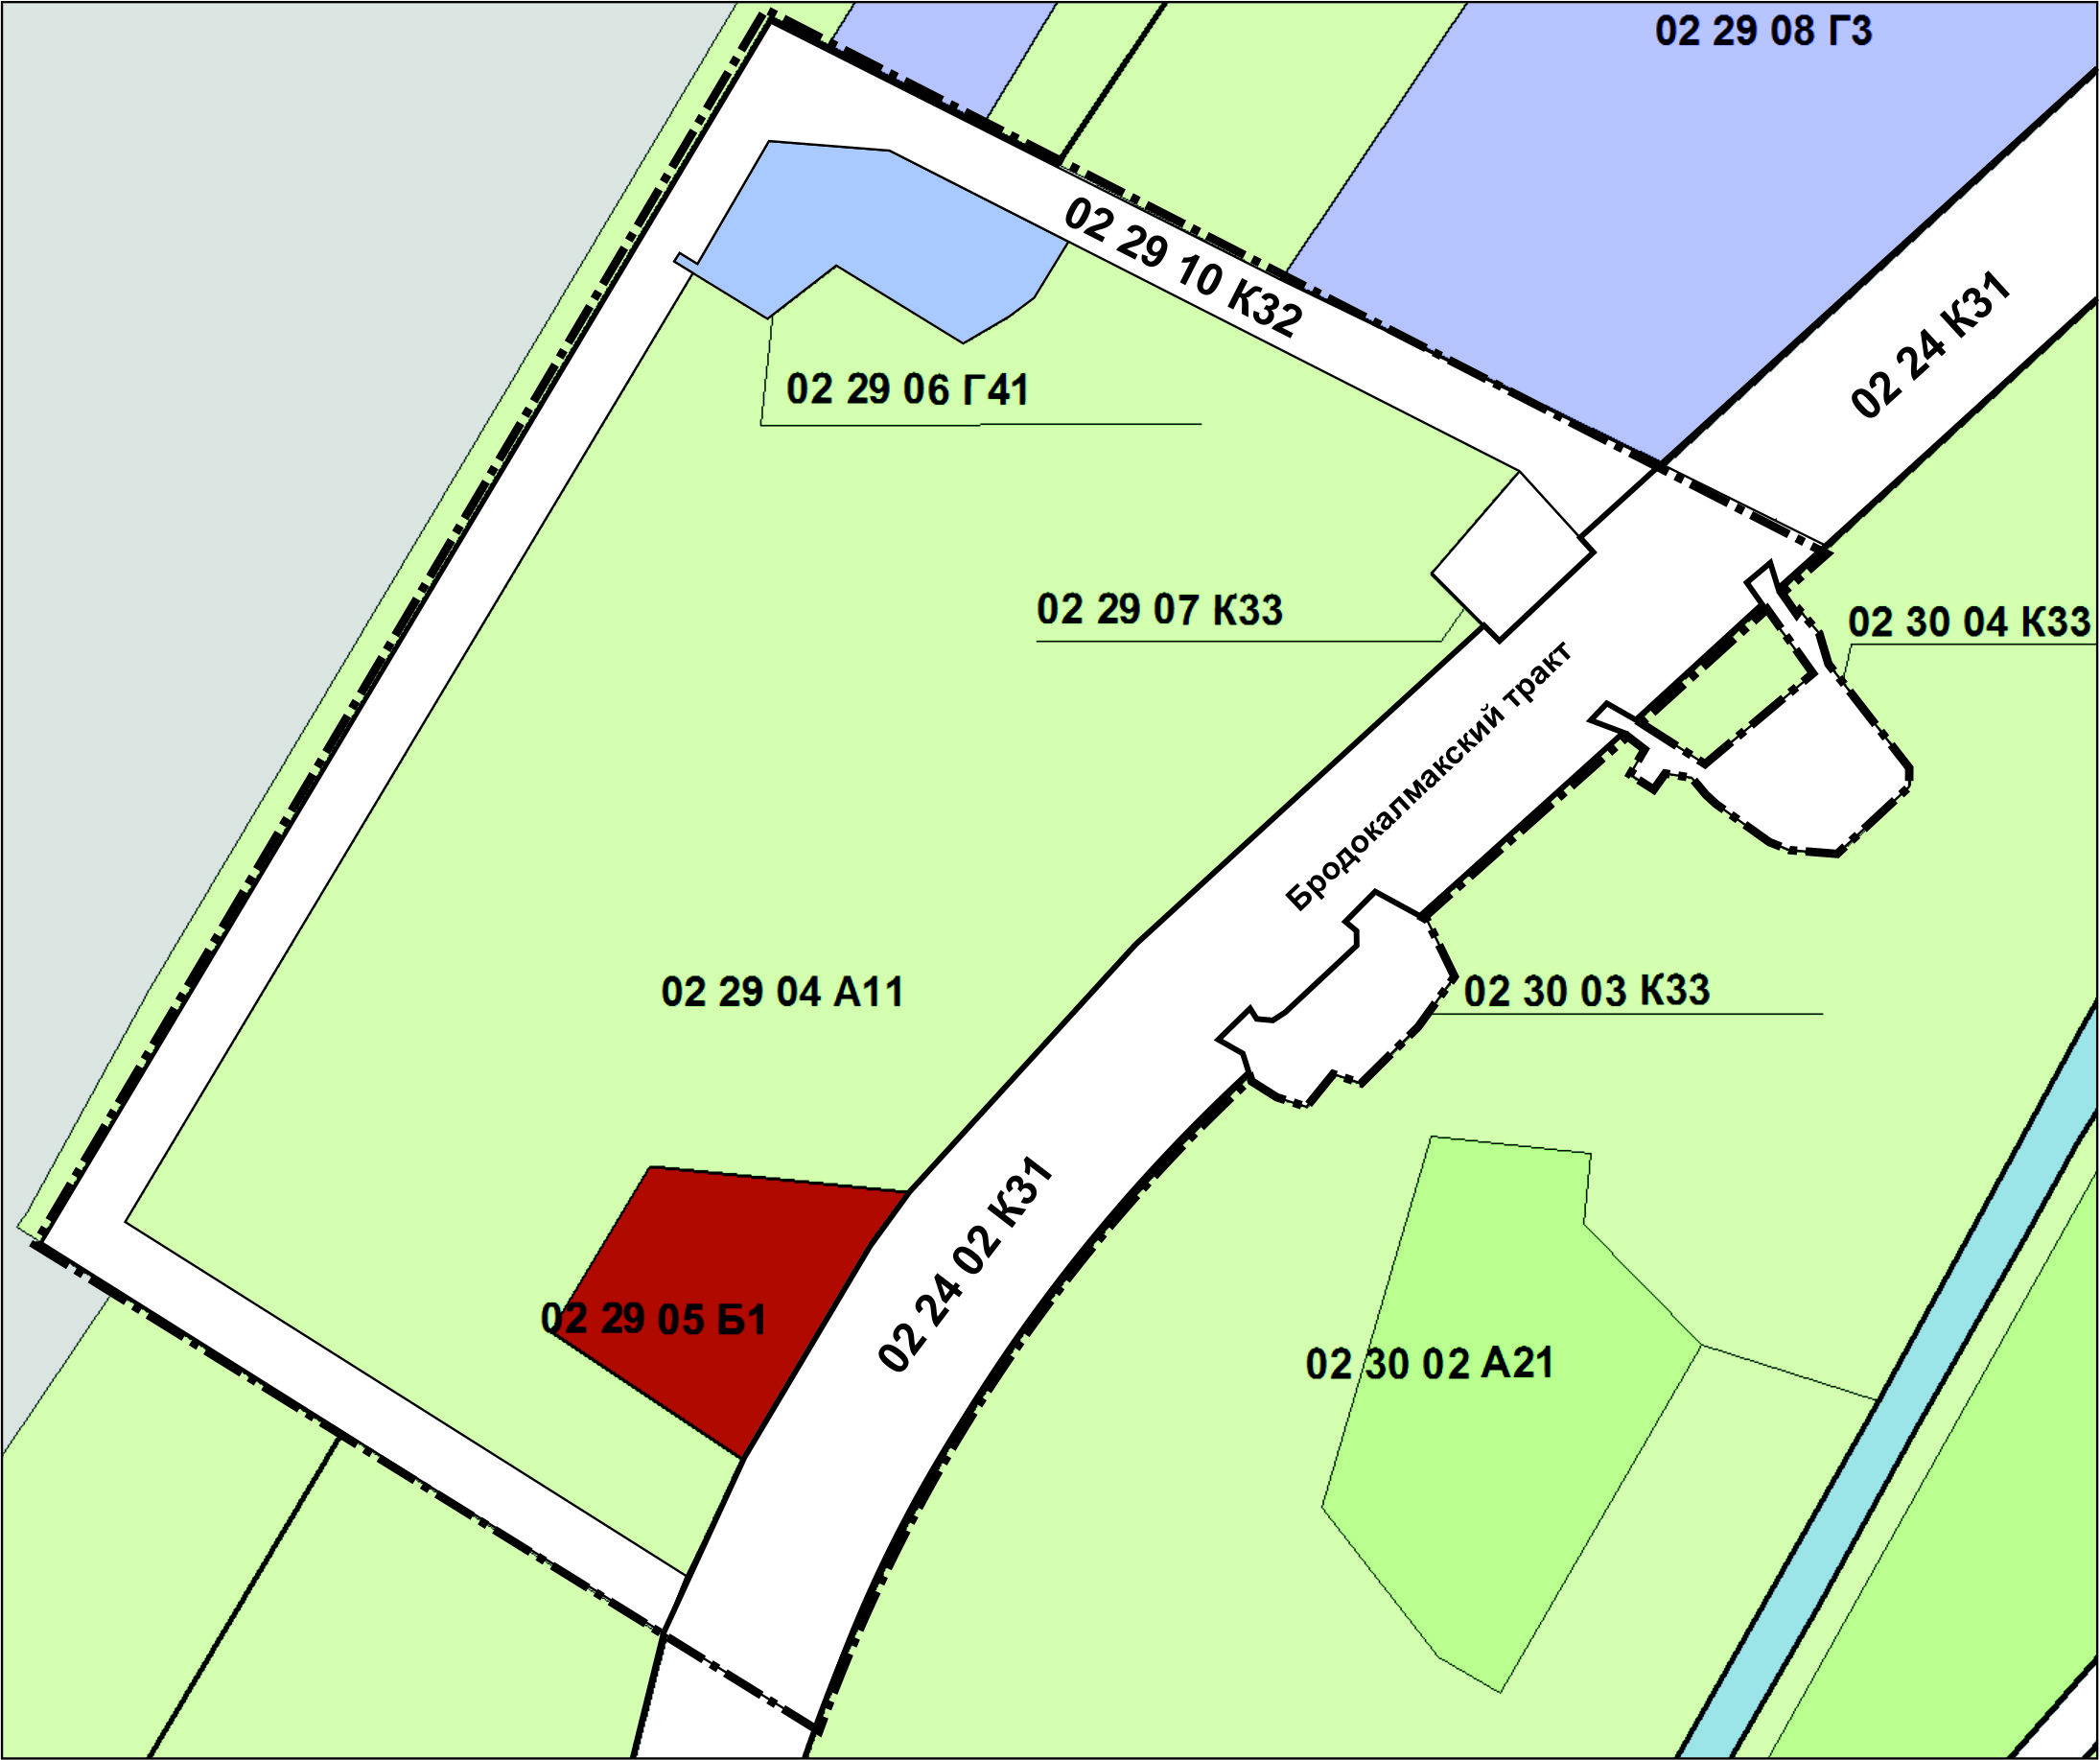 02 29 08 Г3
02 29 10 К32
02 24 К31
02 29 06 Г41
02 29 07 К33
02 30 04 К33
Бродокалмакский тракт
02 29 04 А11
02 30 03 К33
02 24 02 К31
02 29 05 Б1
02 30 02 А21